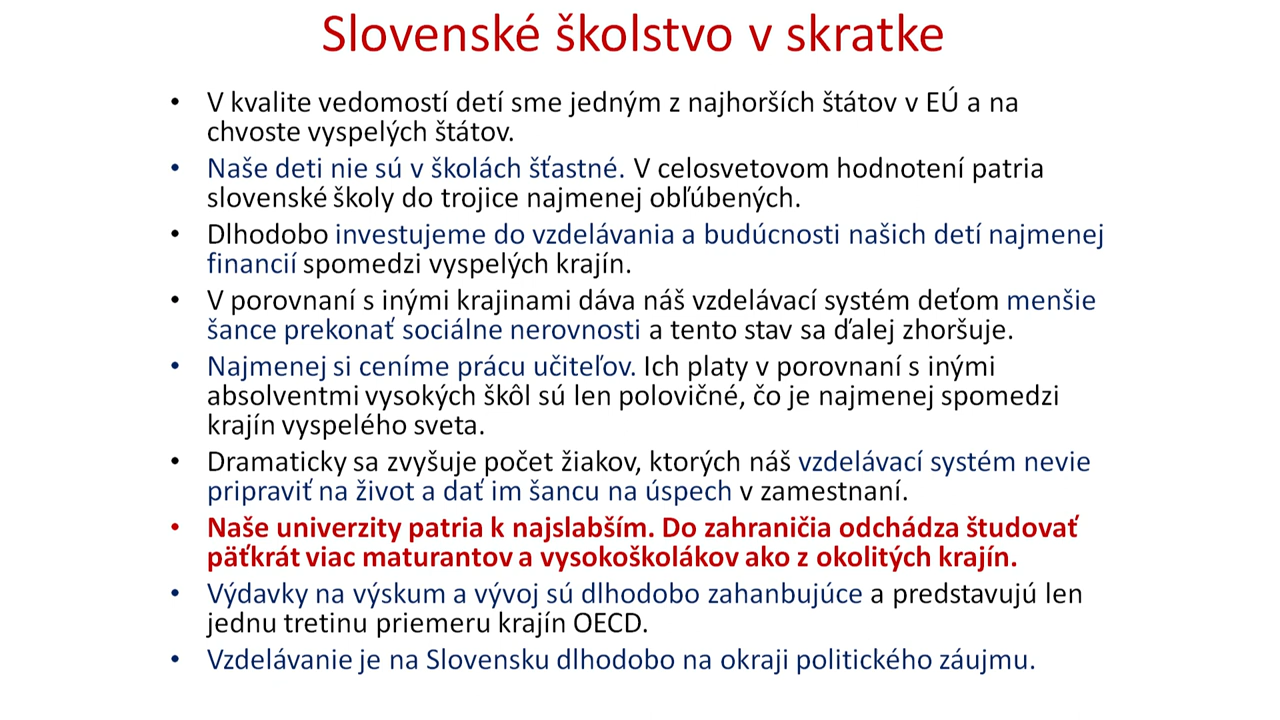 Slovenské školstvo v skratke
• V kvalite vedomostí detí sme jedným z najhorších štátov v EÚ a na
chvoste vyspelých štátov.
• Naše deti nie sú v školách šťastné. V celosvetovom hodnotení patria
slovenské školy do trojice najmenej obľúbených.
• Dlhodobo investujeme do vzdelávania a budúcnosti našich detí najmenej
financií spomedzi vyspelých krajín.
• V porovnaní s inými krajinami dáva náš vzdelávací systém deťom menšie
šance prekonať sociálne nerovnosti a tento stav sa ďalej zhoršuje.
• Najmenej si ceníme prácu učiteľov. Ich platy v porovnaní s inými
absolventmi vysokých škôl sú len polovičné, čo je najmenej spomedzi
krajín vyspelého sveta.
• Dramaticky sa zvyšuje počet žiakov, ktorých náš vzdelávací systém nevie
pripraviť na život a dať im šancu na úspech v zamestnaní.
• Naše univerzity patria k najslabším. Do zahraničia odchádza študovať
päťkrát viac maturantov a vysokoškolákov ako z okolitých krajín.
• Výdavky na výskum a vývoj sú dlhodobo zahanbujúce a predstavujú len
jednu tretinu priemeru krajín OECD.
• Vzdelávanie je na Slovensku dlhodobo na okraji politického záujmu.